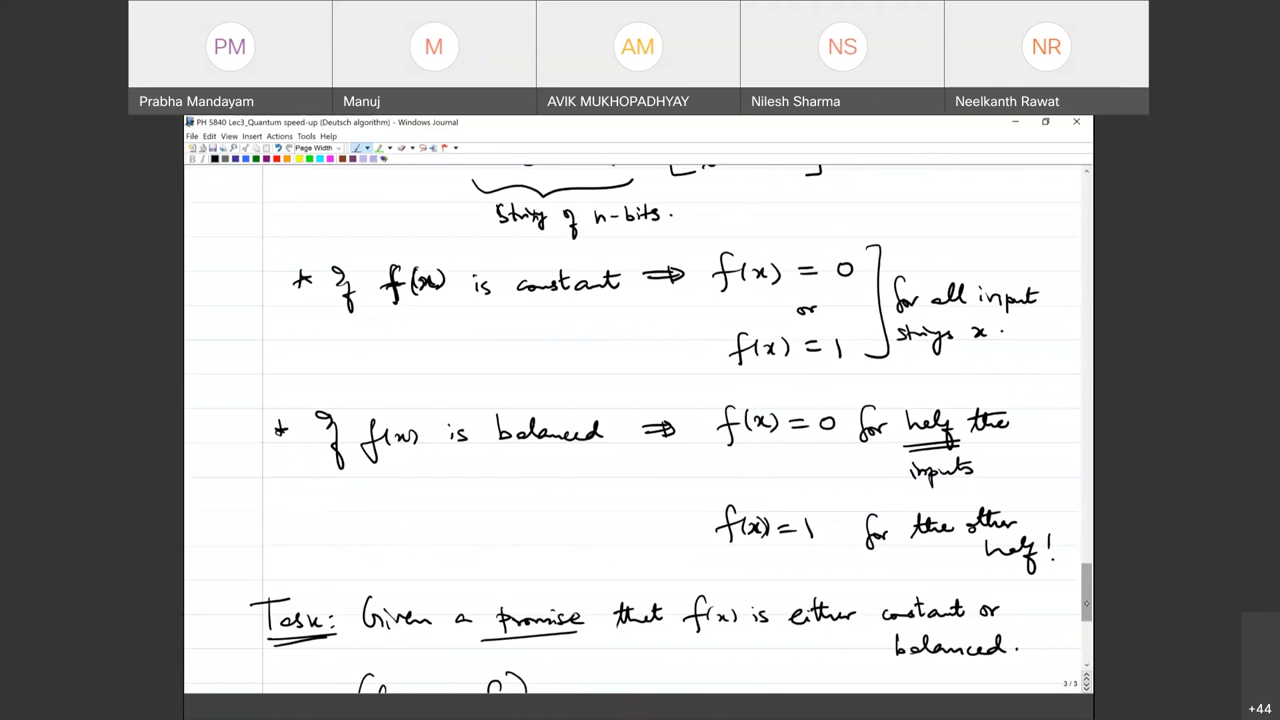 PM
M
AM
NS
NR
Prabha Mandayam
Manuj
AVIK MUKHOPADHYAY
Nilesh Sharma
Neelkanth Rawat
PH 5840 Lec3_Quantum speed-up (Deutsch algorithm) - Windows Journal
File Edit View Insert Actions Tools Help
Page Width
B I
String of n-bits.
* If f(x) is constant ⇒ f(x) = 0
or
f(x) = 1
for all input
strings x.
* If f(x) is balanced ⇒ f(x) = 0 for half the
inputs
f(x) = 1 for the other
half!
Task: Given a promise that f(x) is either constant or
balanced.
3 / 3
+44